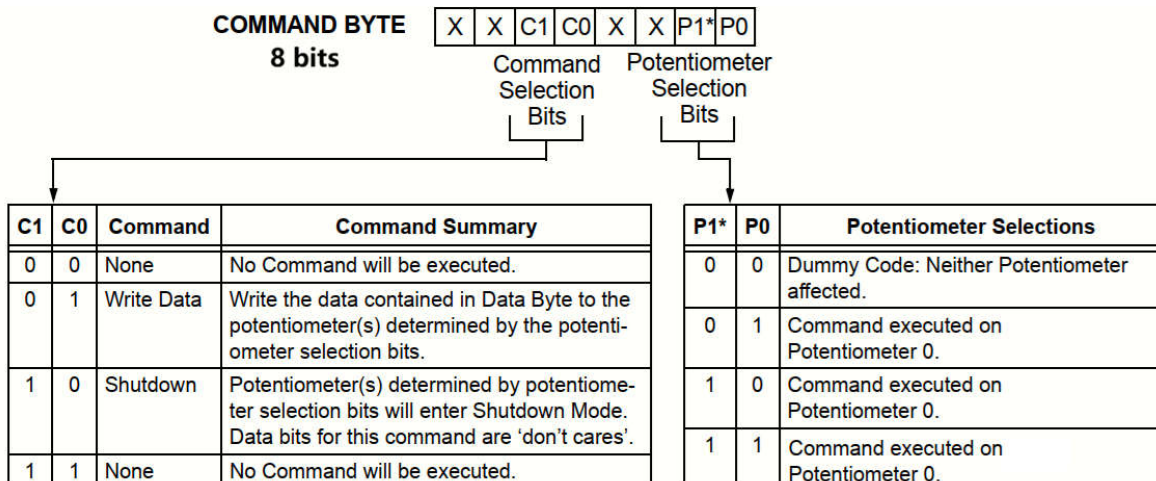 COMMAND BYTE X X C1 C0 X X P1* P0
8 bits
Command Selection Bits
Potentiometer Selection Bits
C1 C0 Command Command Summary
0 0 None No Command will be executed.
0 1 Write Data Write the data contained in Data Byte to the
potentiometer(s) determined by the potenti-
ometer selection bits.
1 0 Shutdown Potentiometer(s) determined by potentiome-
ter selection bits will enter Shutdown Mode.
Data bits for this command are ‘don’t cares’.
1 1 None No Command will be executed.
P1* P0 Potentiometer Selections
0 0 Dummy Code: Neither Potentiometer
affected.
0 1 Command executed on
Potentiometer 0.
1 0 Command executed on
Potentiometer 0.
1 1 Command executed on
Potentiometer 0.